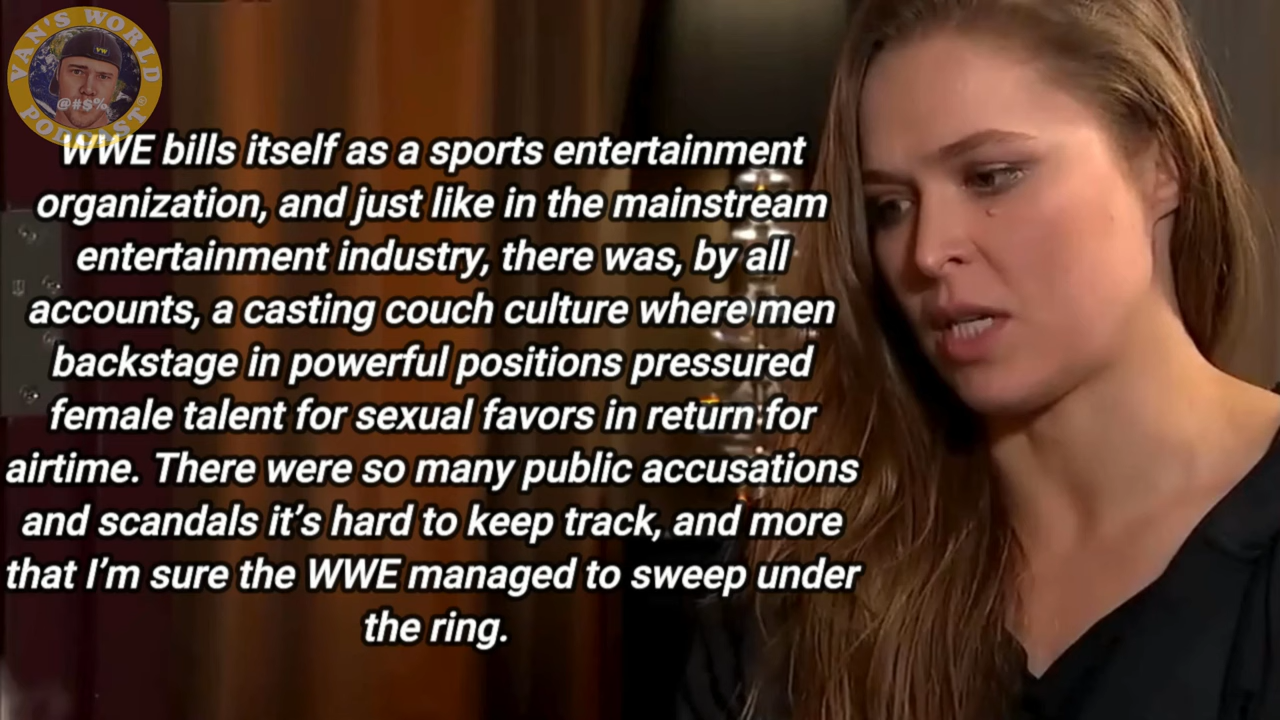 VAN'S WORLD
VW
@#$%
PODCAST®
WWE bills itself as a sports entertainment
organization, and just like in the mainstream
entertainment industry, there was, by all
accounts, a casting couch culture where men
backstage in powerful positions pressured
female talent for sexual favors in return for
airtime. There were so many public accusations
and scandals it's hard to keep track, and more
that I'm sure the WWE managed to sweep under
the ring.